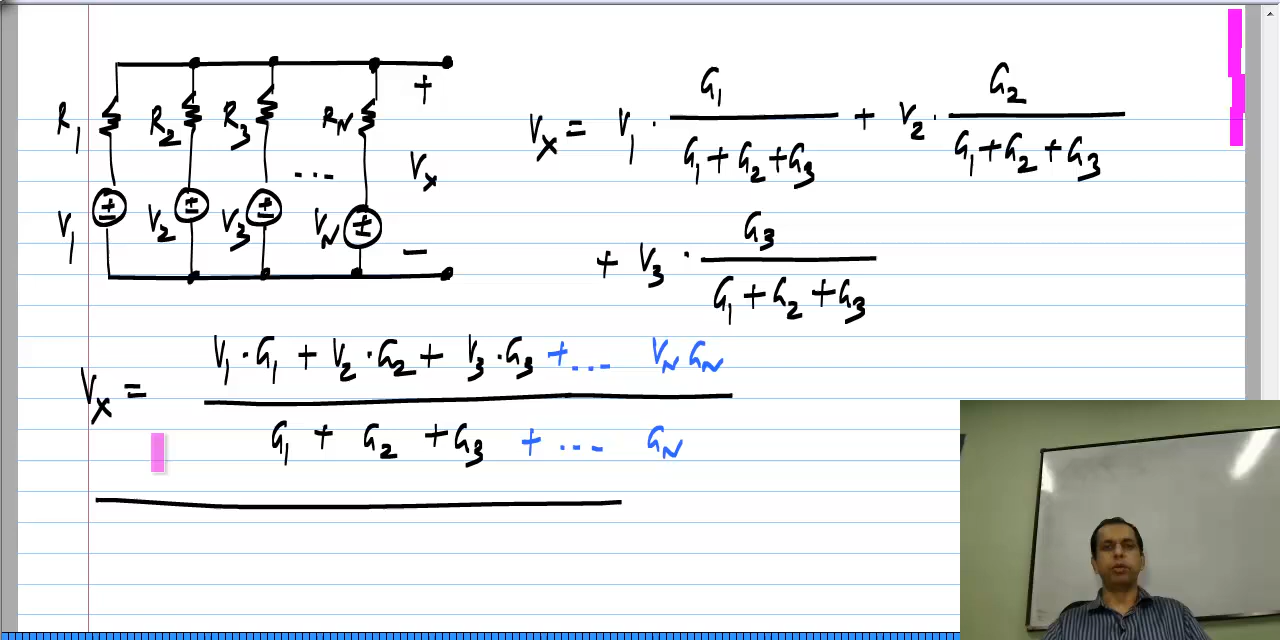 R1 R2 R3 RN +
V1 V2 V3 ... VN Vx
−
Vx = V1 · G1 / (G1 + G2 + G3) + V2 · G2 / (G1 + G2 + G3)
+ V3 · G3 / (G1 + G2 + G3)
Vx = (V1 · G1 + V2 · G2 + V3 · G3 + ... VN GN) / (G1 + G2 + G3 + ... GN)